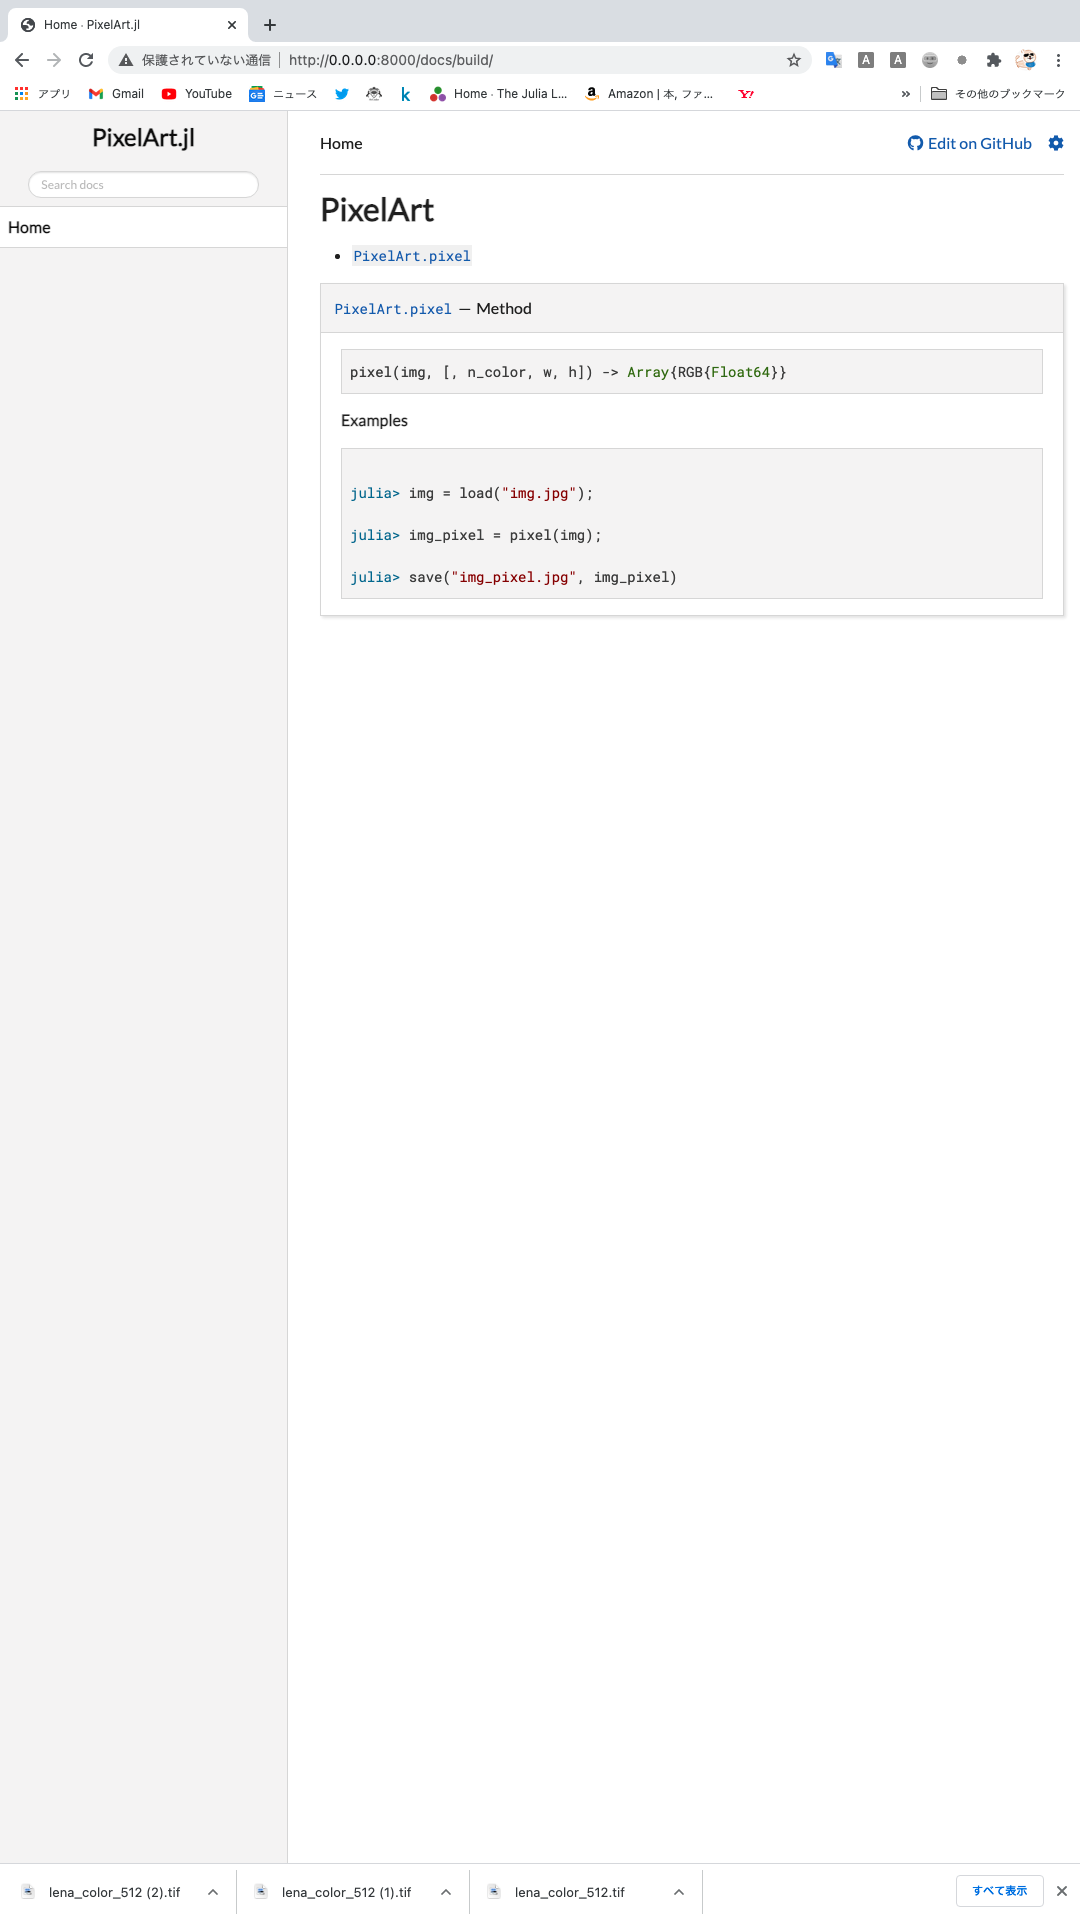 Home · PixelArt.jl
保護されていない通信 http://0.0.0.0:8000/docs/build/
アプリ Gmail YouTube ニュース k Home · The Julia L... Amazon | 本, ファ... Y! » その他のブックマーク
PixelArt.jl
Search docs
Home
Home Edit on GitHub
PixelArt
PixelArt.pixel
PixelArt.pixel — Method
pixel(img, [, n_color, w, h]) -> Array{RGB{Float64}}
Examples
julia> img = load("img.jpg");
julia> img_pixel = pixel(img);
julia> save("img_pixel.jpg", img_pixel)
lena_color_512 (2).tif lena_color_512 (1).tif lena_color_512.tif すべて表示